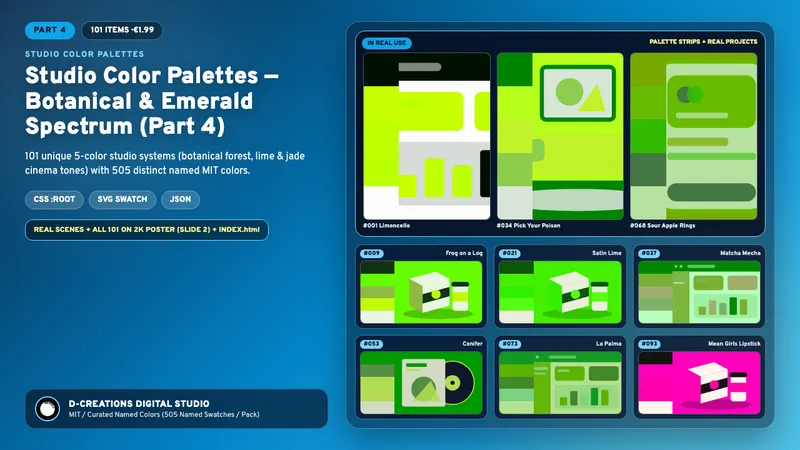 PART 4
101 ITEMS •€1.99
STUDIO COLOR PALETTES
Studio Color Palettes —
Botanical & Emerald
Spectrum (Part 4)
101 unique 5-color studio systems (botanical forest, lime & jade
cinema tones) with 505 distinct named MIT colors.
CSS :ROOT
SVG SWATCH
JSON
REAL SCENES + ALL 101 ON 2K POSTER (SLIDE 2) + INDEX.html
D-CREATIONS DIGITAL STUDIO
MIT / Curated Named Colors (505 Named Swatches / Pack)
IN REAL USE
PALETTE STRIPS + REAL PROJECTS
#001 Limoncello
#034 Pick Your Poison
#068 Sour Apple Rings
#009
Frog on a Log
#021
Satin Lime
#037
Matcha Mecha
#053
Conifer
#073
La Palma
#093
Mean Girls Lipstick